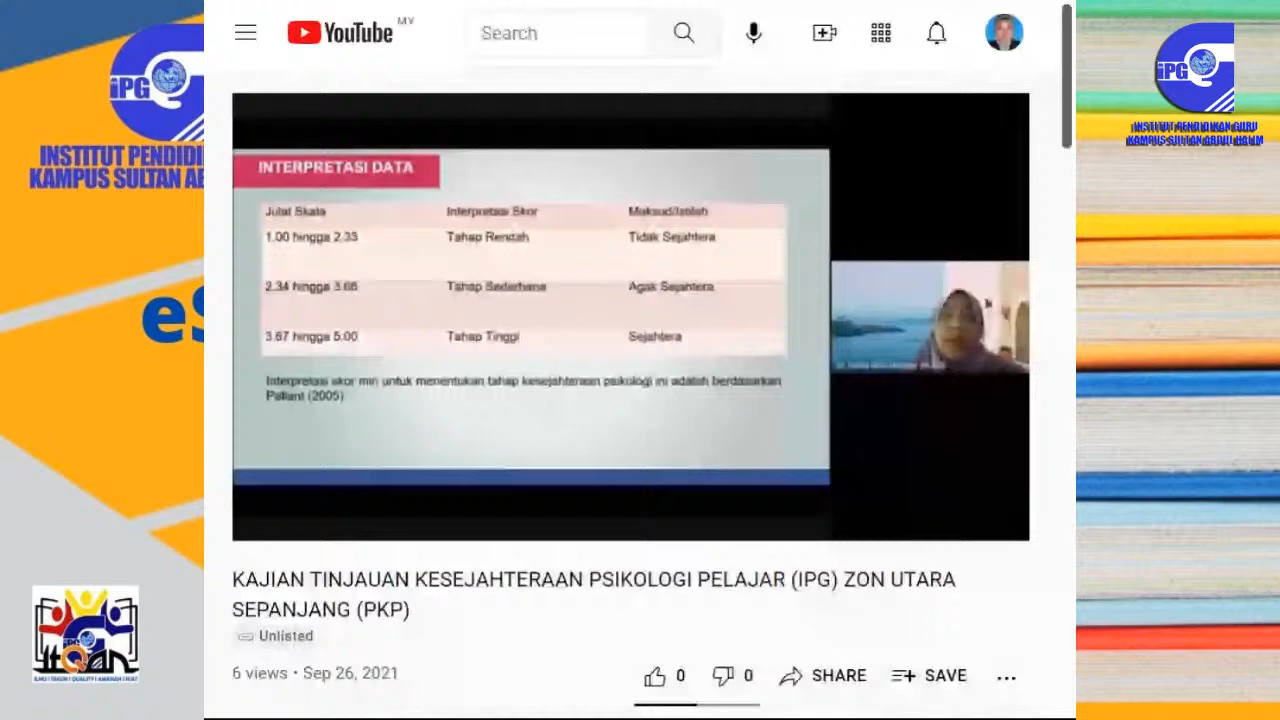 MY
YouTube
Search
iPG
INSTITUT PENDIDI
KAMPUS SULTAN AB
eS
iPG
INSTITUT PENDIDIKAN GURU
KAMPUS SULTAN ABDUL HALIM
INTERPRETASI DATA
Julat Skala Interpretasi Skor Maksud/Istilah
1.00 hingga 2.33 Tahap Rendah Tidak Sejahtera
2.34 hingga 3.66 Tahap Sederhana Agak Sejahtera
3.67 hingga 5.00 Tahap Tinggi Sejahtera
Interpretasi skor min untuk menentukan tahap kesejahteraan psikologi ini adalah berdasarkan
Pallant (2005)
KAJIAN TINJAUAN KESEJAHTERAAN PSIKOLOGI PELAJAR (IPG) ZON UTARA
SEPANJANG (PKP)
Unlisted
6 views • Sep 26, 2021
0 0 SHARE SAVE
ITQAN